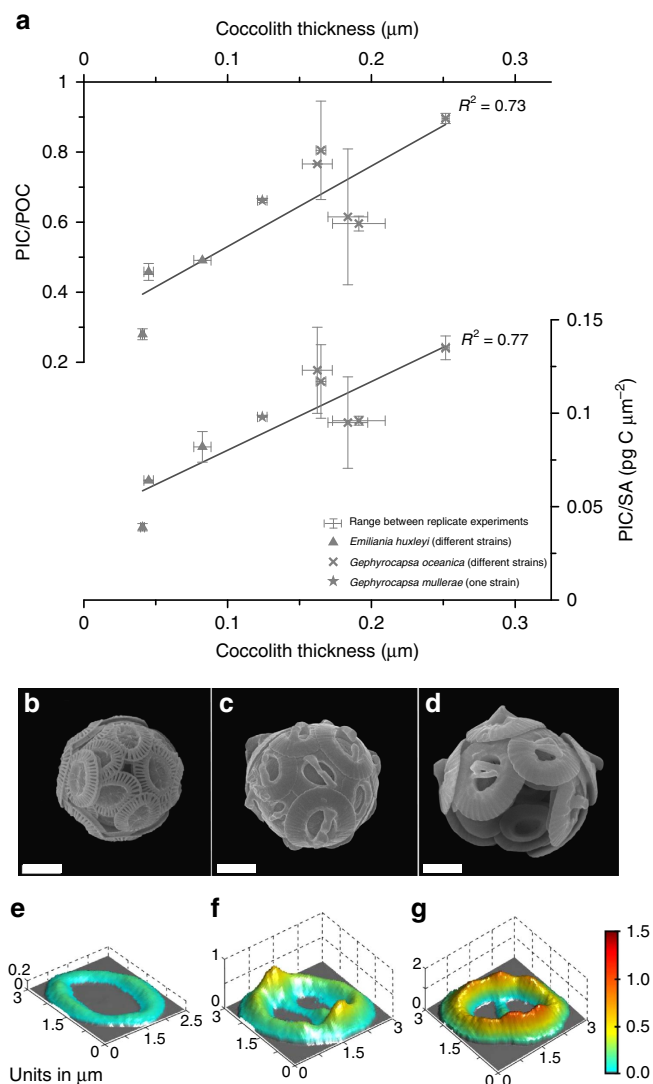 a
Coccolith thickness (μm)
0 0.1 0.2 0.3
1
0.8
0.6
0.4
0.2
PIC/POC
R² = 0.73
0.15
0.1
0.05
0
PIC/SA (pg C μm⁻²)
R² = 0.77
Range between replicate experiments
Emiliania huxleyi (different strains)
Gephyrocapsa oceanica (different strains)
Gephyrocapsa mullerae (one strain)
0 0.1 0.2 0.3
Coccolith thickness (μm)
b c d
e f g
0.2
0
3
1.5
0 0
1.5
2.5
1
0
3
1.5
0 0
1.5
3
2
0
3
1.5
0 0
1.5
3
1.5
1.0
0.5
0.0
Units in μm